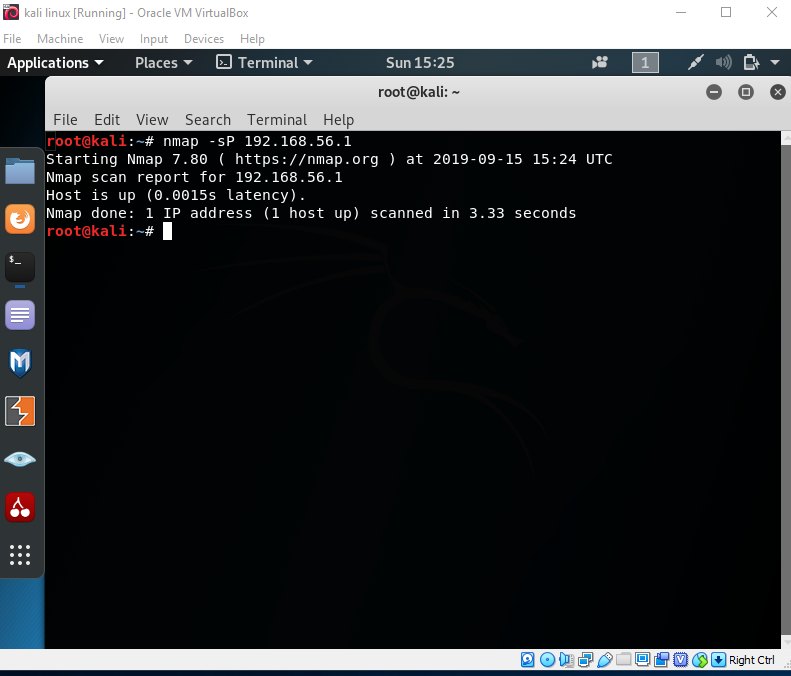 kali linux [Running] - Oracle VM VirtualBox
File Machine View Input Devices Help
Applications Places Terminal Sun 15:25 1
root@kali: ~
File Edit View Search Terminal Help
root@kali:~# nmap -sP 192.168.56.1
Starting Nmap 7.80 ( https://nmap.org ) at 2019-09-15 15:24 UTC
Nmap scan report for 192.168.56.1
Host is up (0.0015s latency).
Nmap done: 1 IP address (1 host up) scanned in 3.33 seconds
root@kali:~#
$_
Right Ctrl